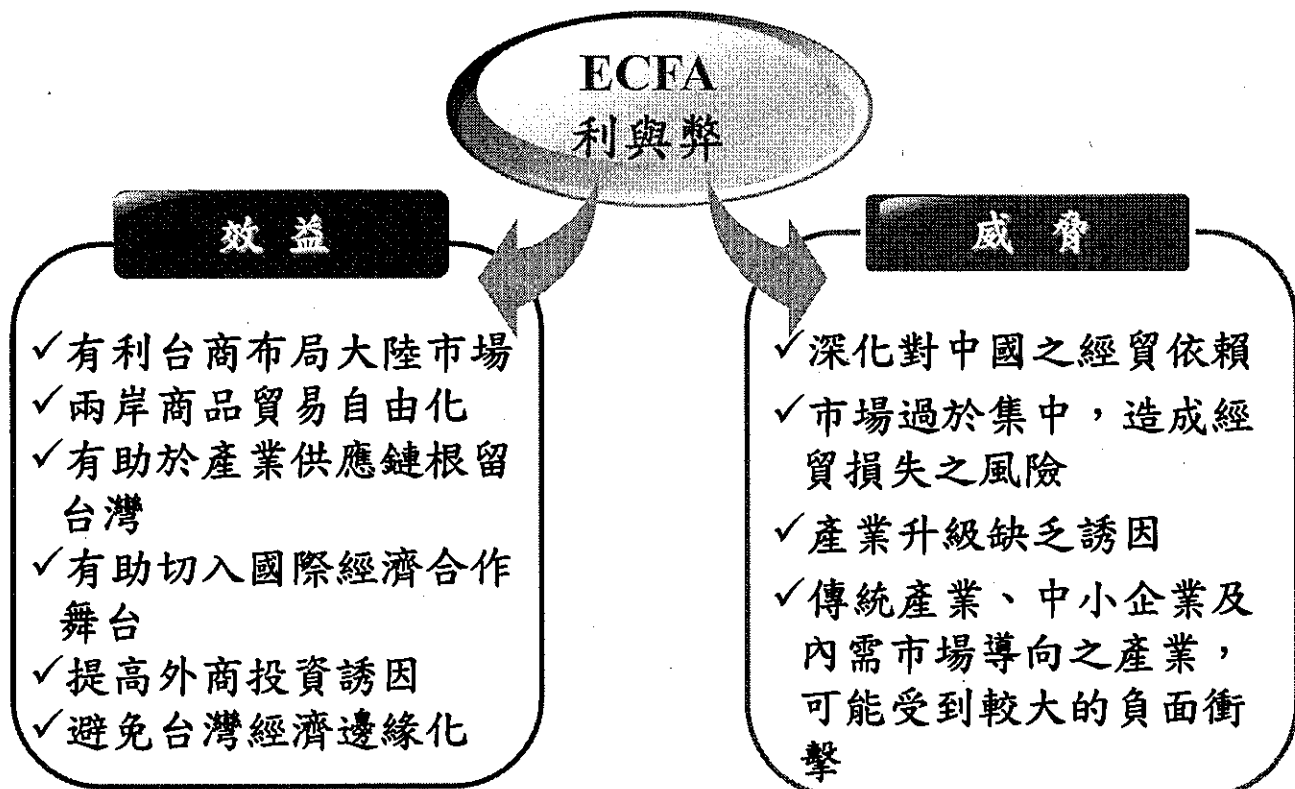 ECFA
利與弊
效益
✓有利台商布局大陸市場
✓兩岸商品貿易自由化
✓有助於產業供應鏈根留
台灣
✓有助切入國際經濟合作
舞台
✓提高外商投資誘因
✓避免台灣經濟邊緣化
威脅
✓深化對中國之經貿依賴
✓市場過於集中，造成經
貿損失之風險
✓產業升級缺乏誘因
✓傳統產業、中小企業及
內需市場導向之產業，
可能受到較大的負面衝
擊